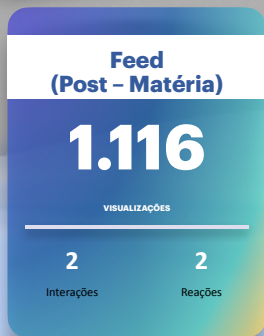 Feed
(Post – Matéria)
1.116
VISUALIZAÇÕES
2 2
Interações Reações